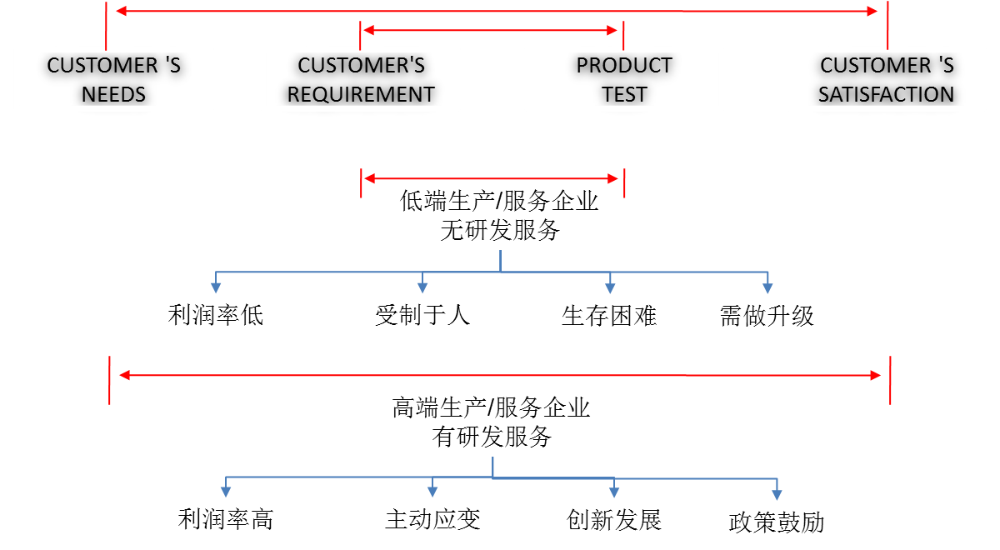 CUSTOMER 'S
NEEDS
CUSTOMER'S
REQUIREMENT
PRODUCT
TEST
CUSTOMER 'S
SATISFACTION
低端生产/服务企业
无研发服务
利润率低
受制于人
生存困难
需做升级
高端生产/服务企业
有研发服务
利润率高
主动应变
创新发展
政策鼓励